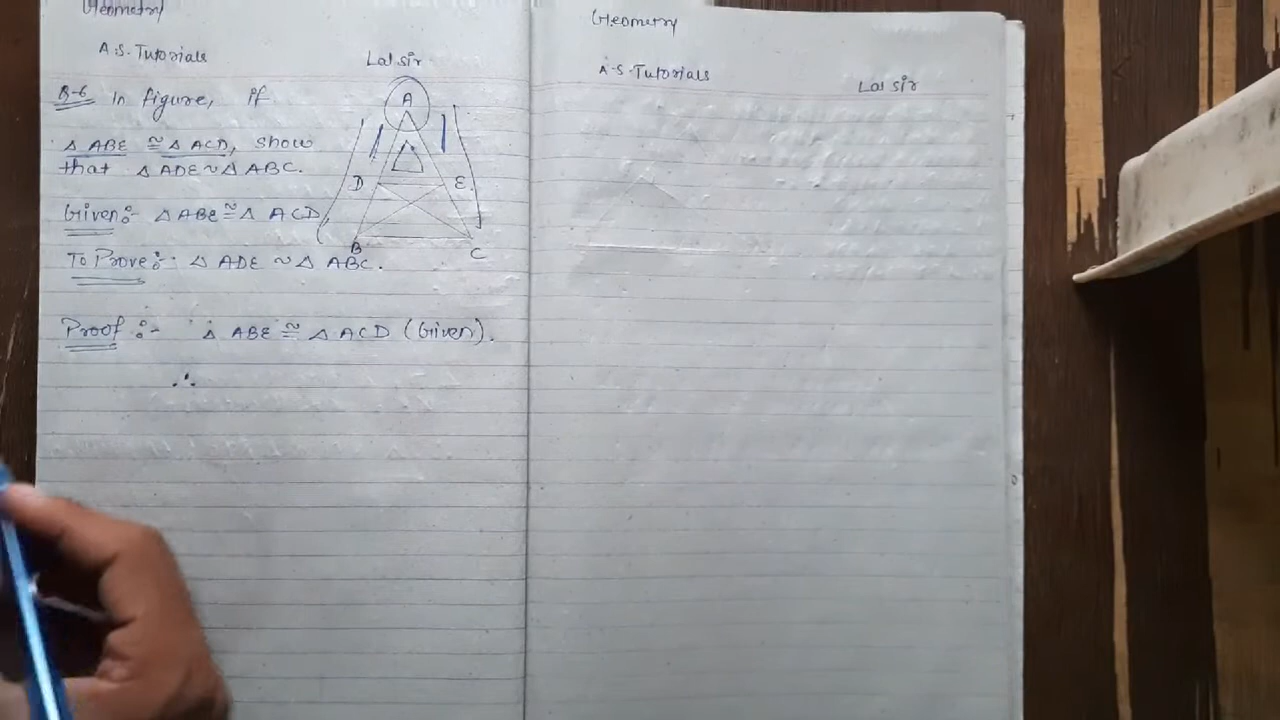 Geometry
A.S. Tutorials Lal sir
Q-6 In figure, if
△ ABE ≅ △ ACD, show
that △ ADE ~ △ ABC.
Given:- △ ABE ≅ △ ACD
To Prove:- △ ADE ~ △ ABC.
Proof :- △ ABE ≅ △ ACD (Given).
∴
A
D
E
B
C
Geometry
A.S. Tutorials Lal sir